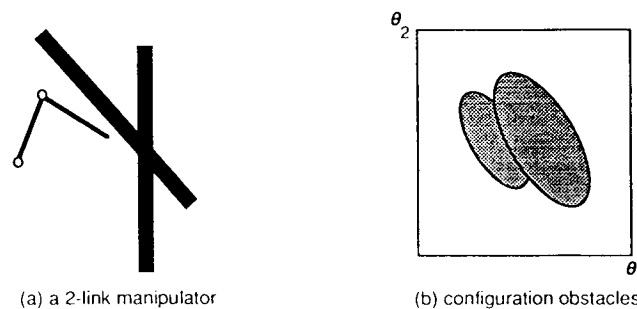 θ₂
θ
(a) a 2-link manipulator
(b) configuration obstacles